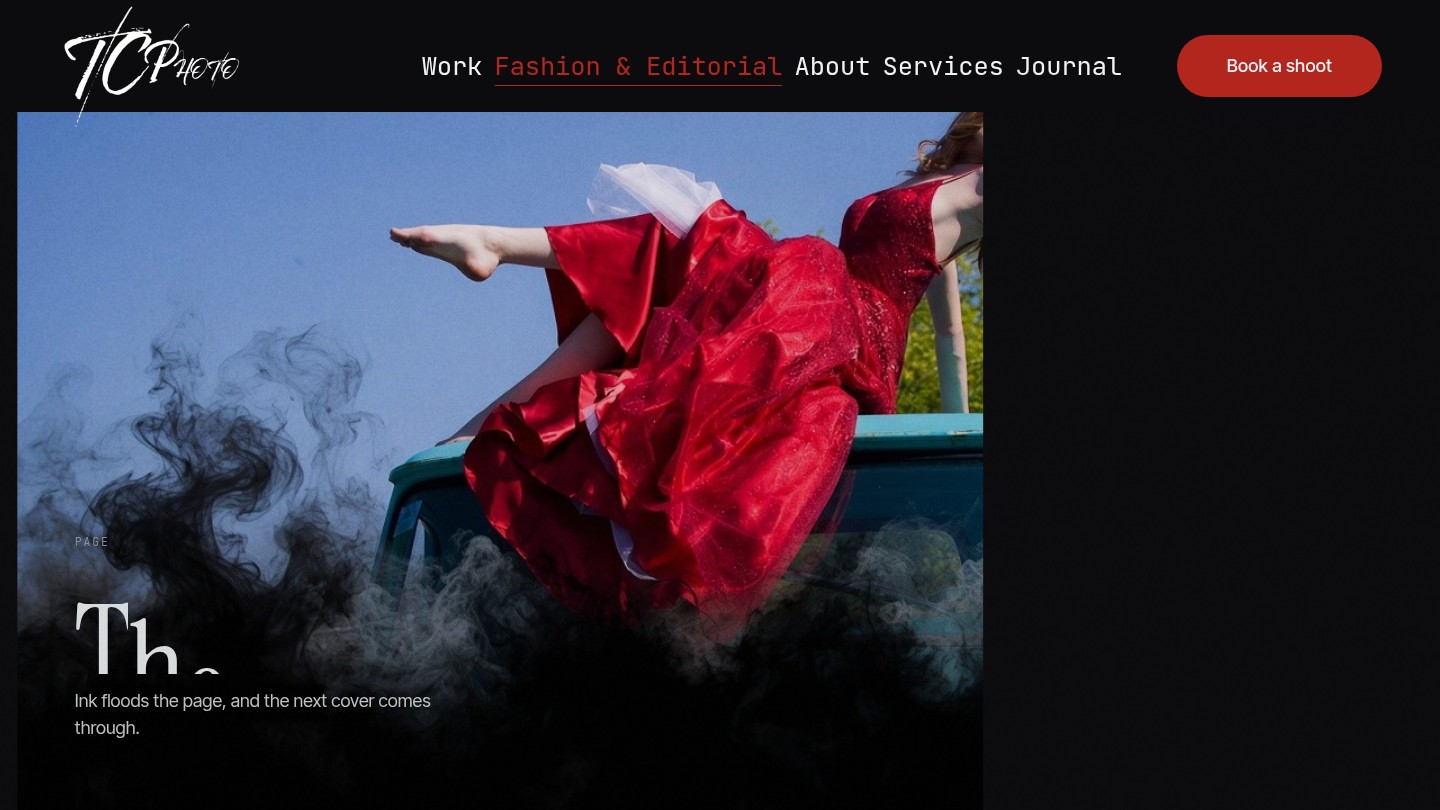 TCPHOTO
Work Fashion & Editorial About Services Journal
Book a shoot
PAGE
The
Ink floods the page, and the next cover comes
through.